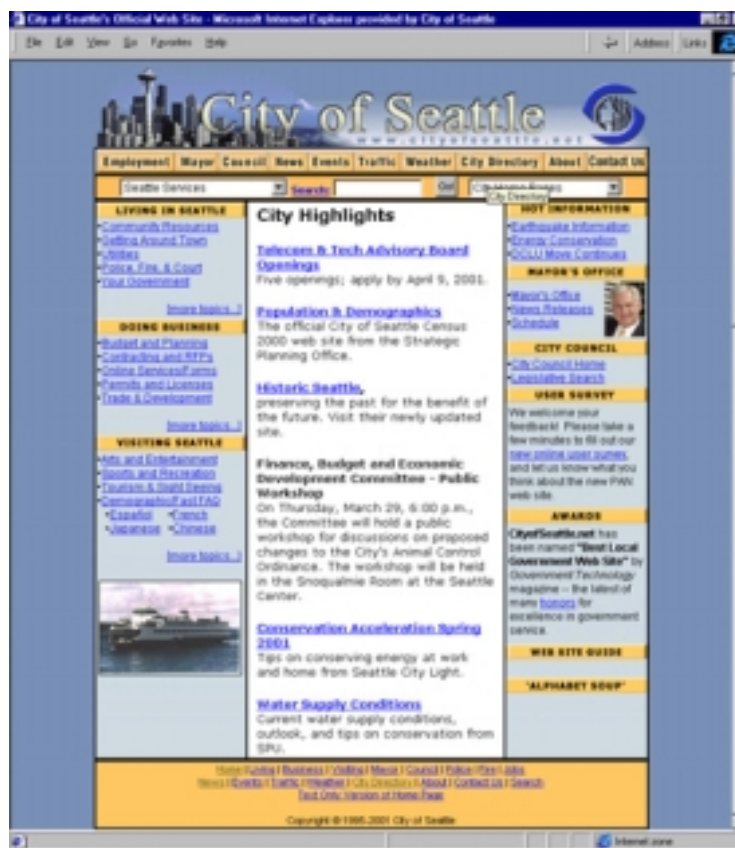 City of Seattle's Official Web Site - Microsoft Internet Explorer provided by City of Seattle
File Edit View Go Favorites Help
Address Links
City of Seattle
www.cityofseattle.net
Employment Mayor Council News Events Traffic Weather City Directory About Contact Us
Seattle Services Search: Go! City Home Pages
City Directory
LIVING IN SEATTLE
•Community Resources
•Getting Around Town
•Utilities
•Police, Fire, & Court
•Your Government
[more topics...]
DOING BUSINESS
•Budget and Planning
•Contracting and RFPs
•Online Services/Forms
•Permits and Licenses
•Trade & Development
[more topics...]
VISITING SEATTLE
•Arts and Entertainment
•Sports and Recreation
•Tourism & Sight Seeing
•Demographic/Fast FAQ
•Español •French
•Japanese •Chinese
[more topics...]
City Highlights
Telecom & Tech Advisory Board
Openings
Five openings; apply by April 9, 2001.
Population & Demographics
The official City of Seattle Census
2000 web site from the Strategic
Planning Office.
Historic Seattle,
preserving the past for the benefit of
the future. Visit their newly updated
site.
Finance, Budget and Economic
Development Committee - Public
Workshop
On Thursday, March 29, 6:00 p.m.,
the Committee will hold a public
workshop for discussions on proposed
changes to the City's Animal Control
Ordinance. The workshop will be held
in the Snoqualmie Room at the Seattle
Center.
Conservation Acceleration Spring
2001
Tips on conserving energy at work
and home from Seattle City Light.
Water Supply Conditions
Current water supply conditions,
outlook, and tips on conservation from
SPU.
HOT INFORMATION
•Earthquake Information
•Energy Conservation
•DCLU Move Continues
MAYOR'S OFFICE
•Mayor's Office
•News Releases
•Schedule
CITY COUNCIL
•City Council Home
•Legislative Search
USER SURVEY
We welcome your
feedback! Please take a
few minutes to fill out our
new online user survey,
and let us know what you
think about the new PAN
web site.
AWARDS
CityofSeattle.net has
been named "Best Local
Government Web Site" by
Government Technology
magazine -- the latest of
many honors for
excellence in government
service.
WEB SITE GUIDE
'ALPHABET SOUP'
Home | Living | Business | Visiting | Mayor | Council | Police | Fire | Jobs
News | Events | Traffic | Weather | City Directory | About | Contact Us | Search
Text Only Version of Home Page
Copyright © 1995-2001 City of Seattle
Internet zone